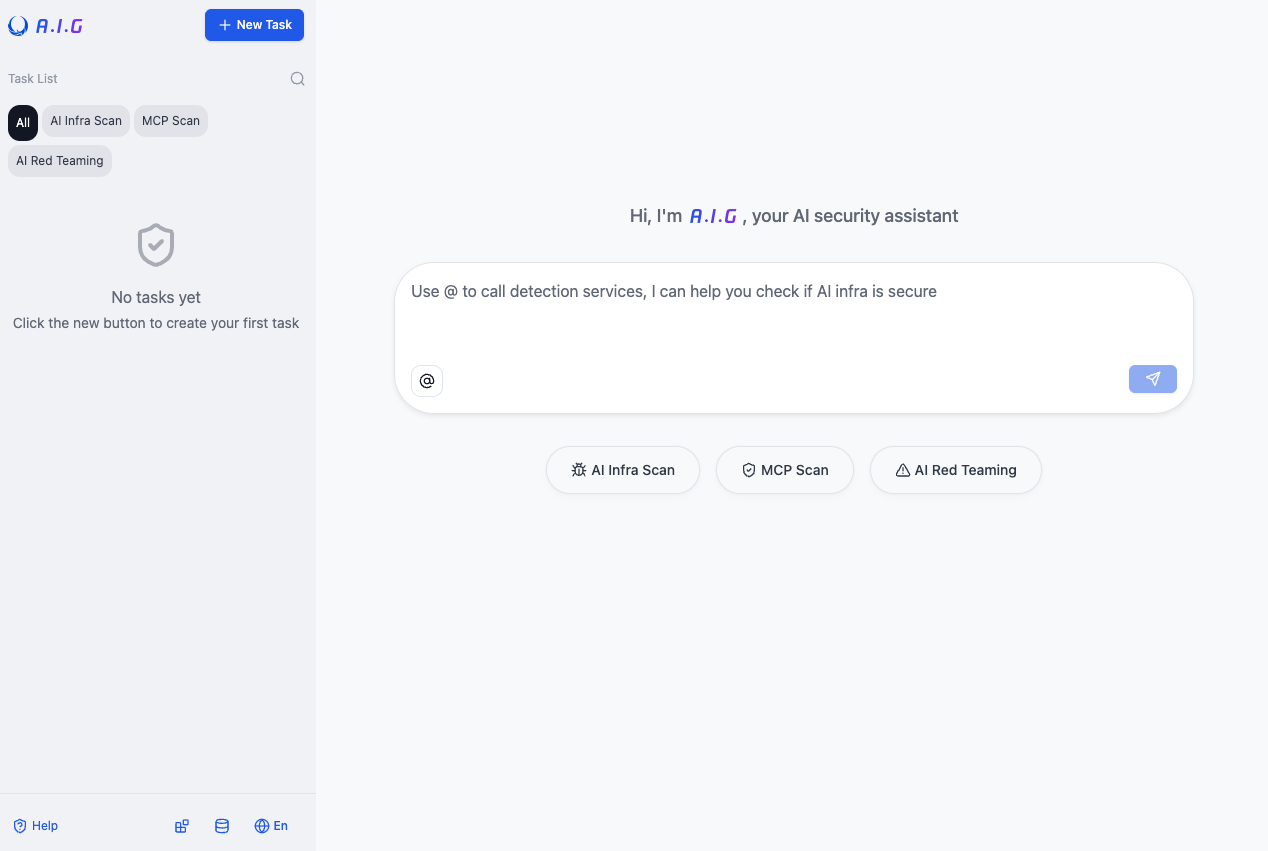 A.I.G
New Task
Task List
All
AI Infra Scan
MCP Scan
AI Red Teaming
No tasks yet
Click the new button to create your first task
Help
En
Hi, I'm A.I.G , your AI security assistant
Use @ to call detection services, I can help you check if AI infra is secure
@
AI Infra Scan
MCP Scan
AI Red Teaming